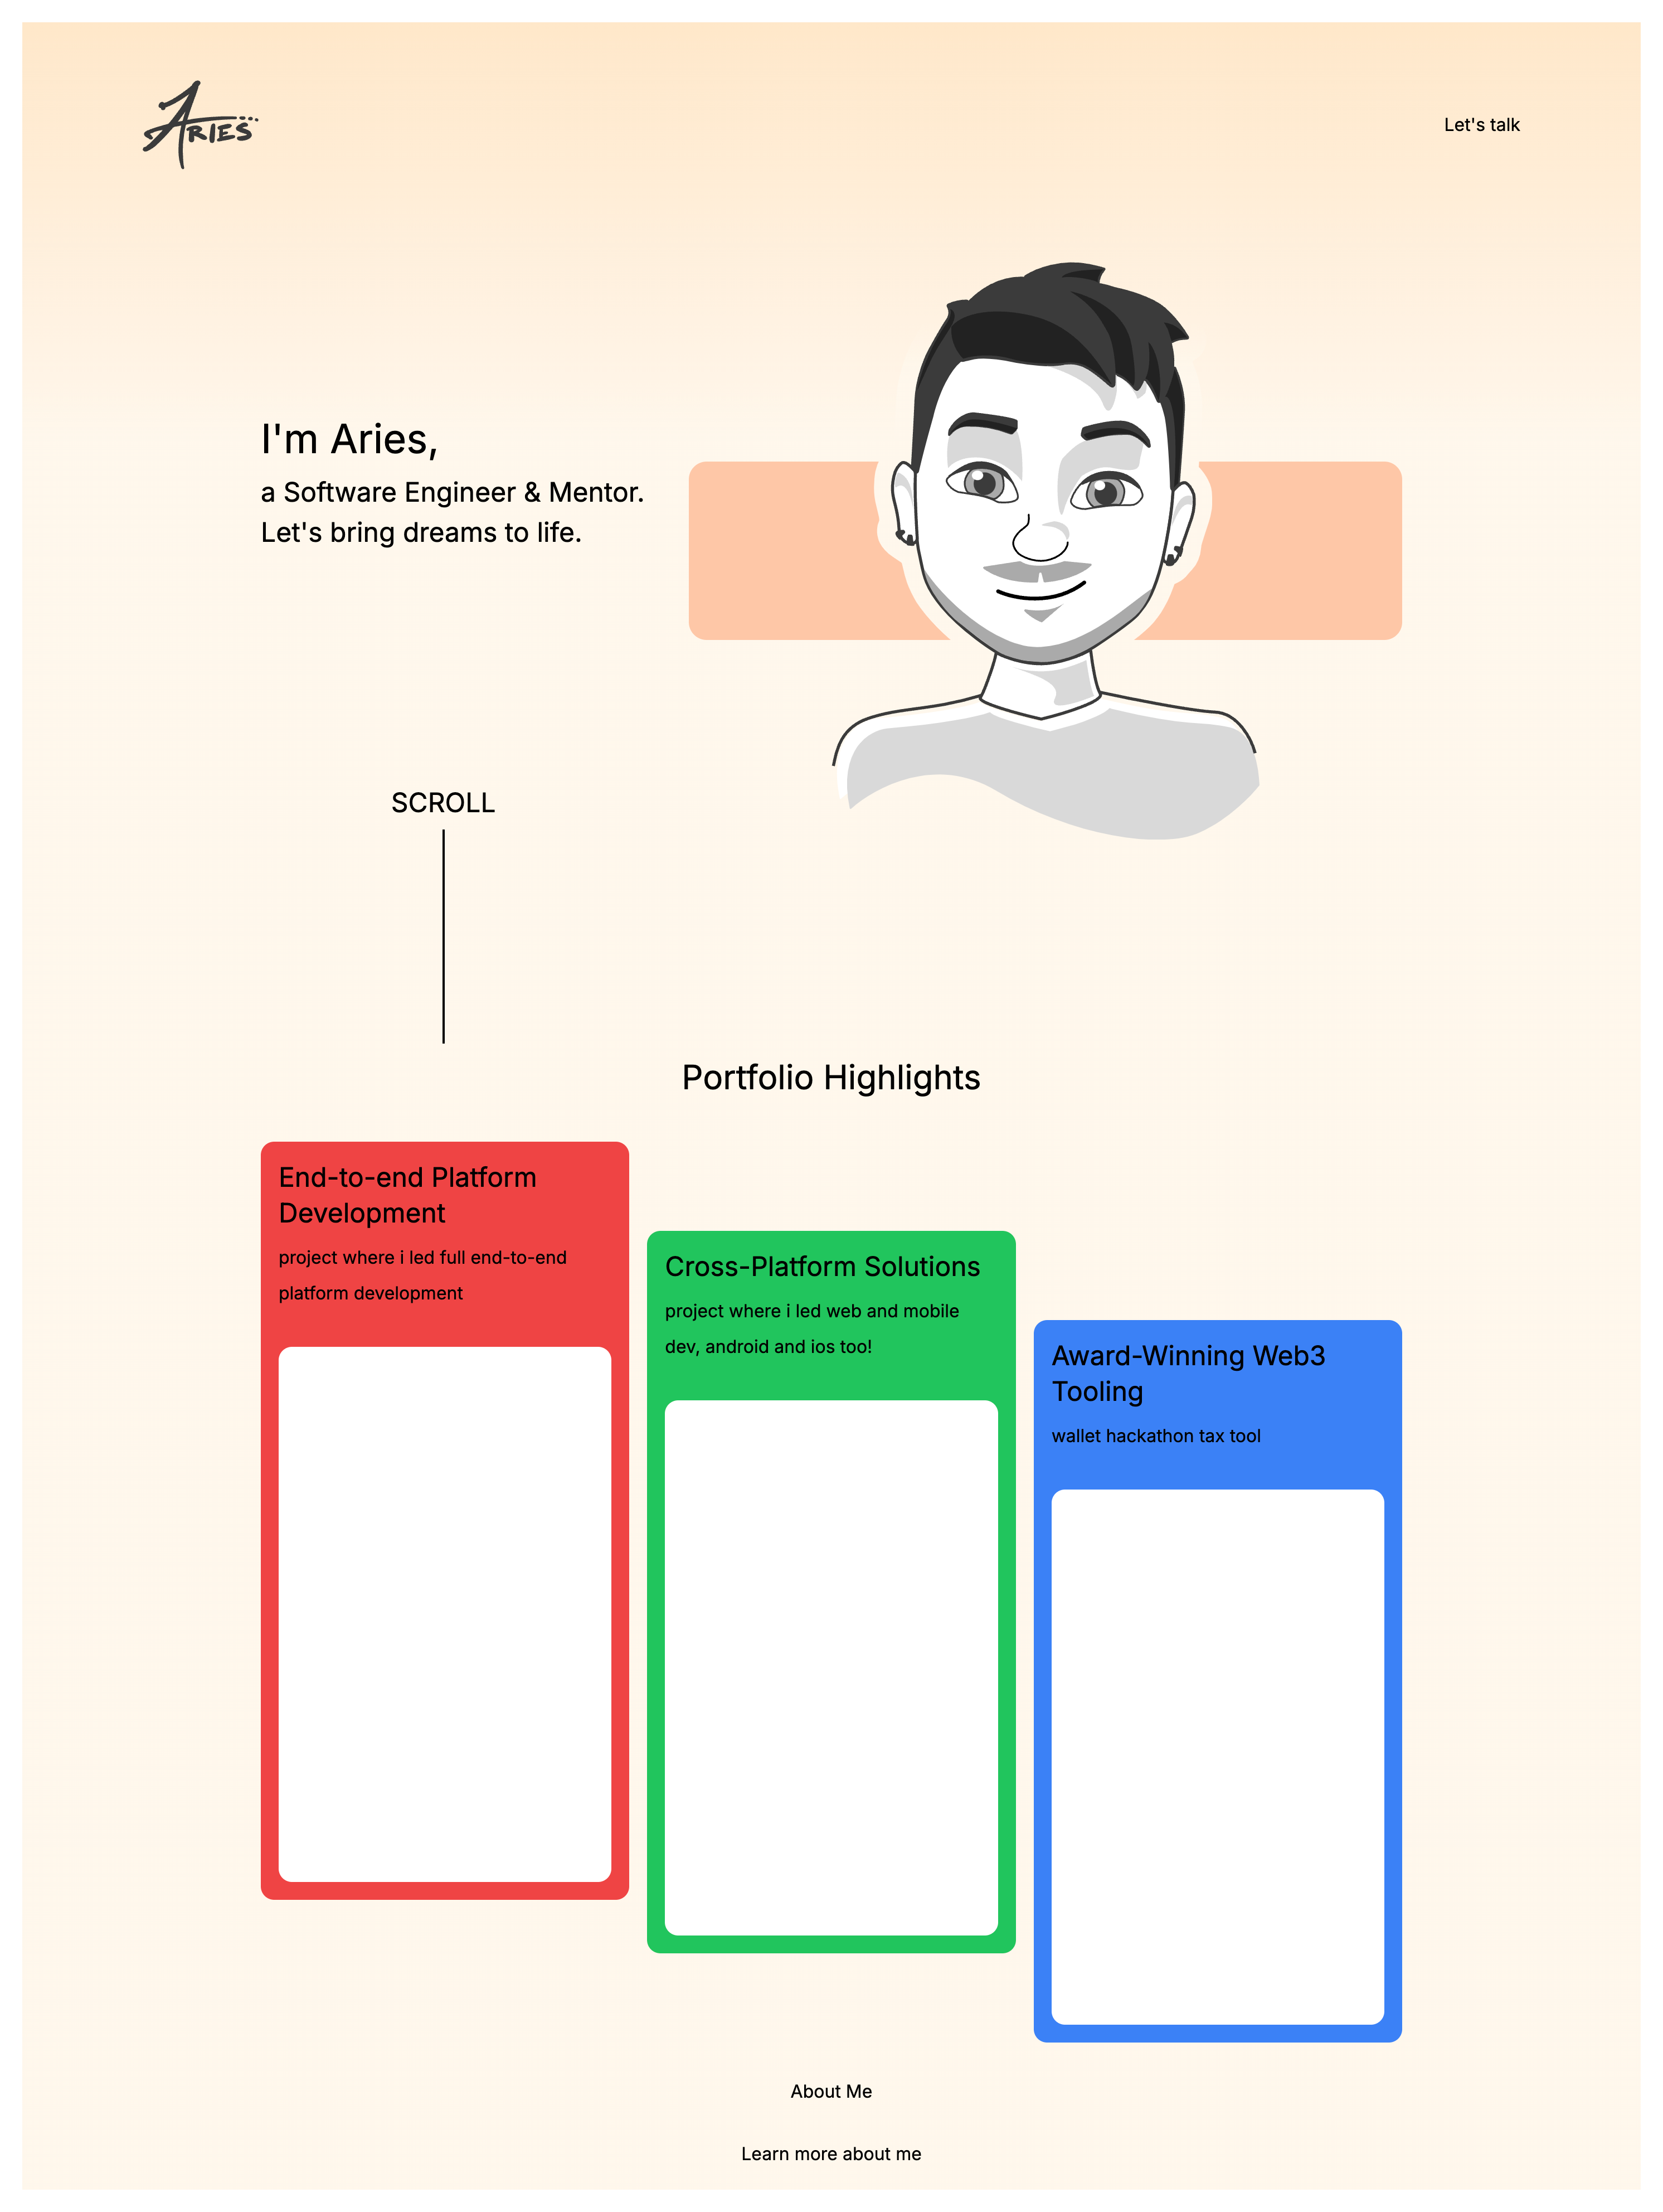 ARIES
Let's talk
I'm Aries,
a Software Engineer & Mentor.
Let's bring dreams to life.
SCROLL
Portfolio Highlights
End-to-end Platform
Development
project where i led full end-to-end
platform development
Cross-Platform Solutions
project where i led web and mobile
dev, android and ios too!
Award-Winning Web3
Tooling
wallet hackathon tax tool
About Me
Learn more about me